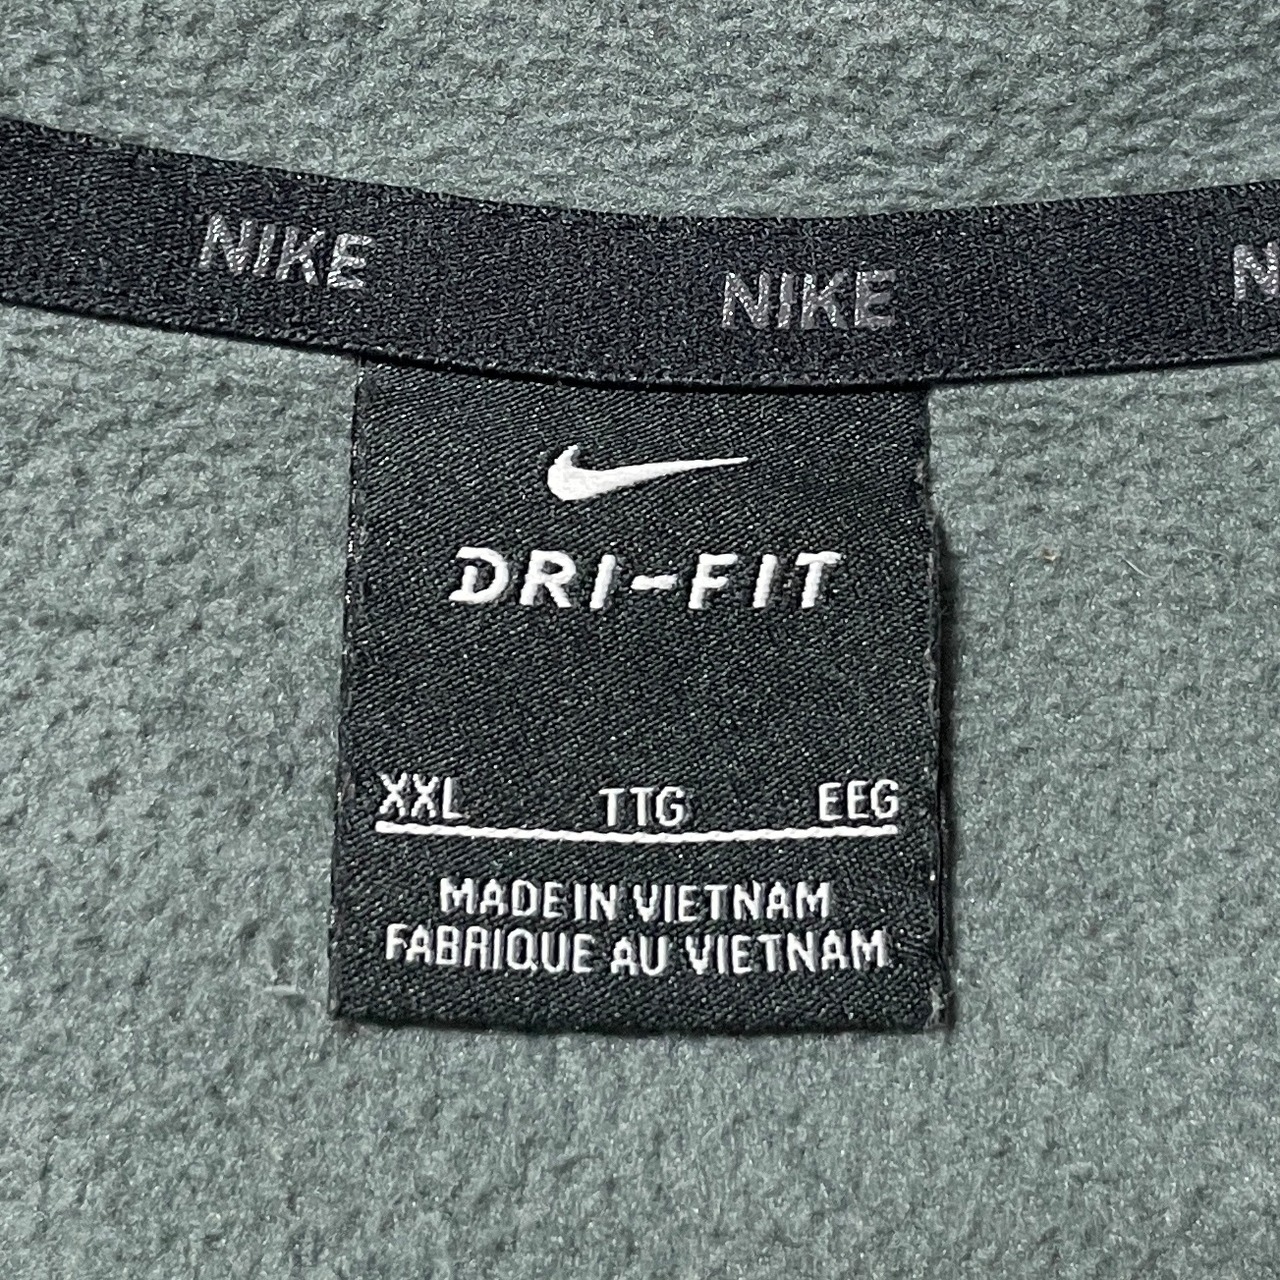 NIKE NIKE N
DRI-FIT
XXL TTG EEG
MADE IN VIETNAM
FABRIQUE AU VIETNAM